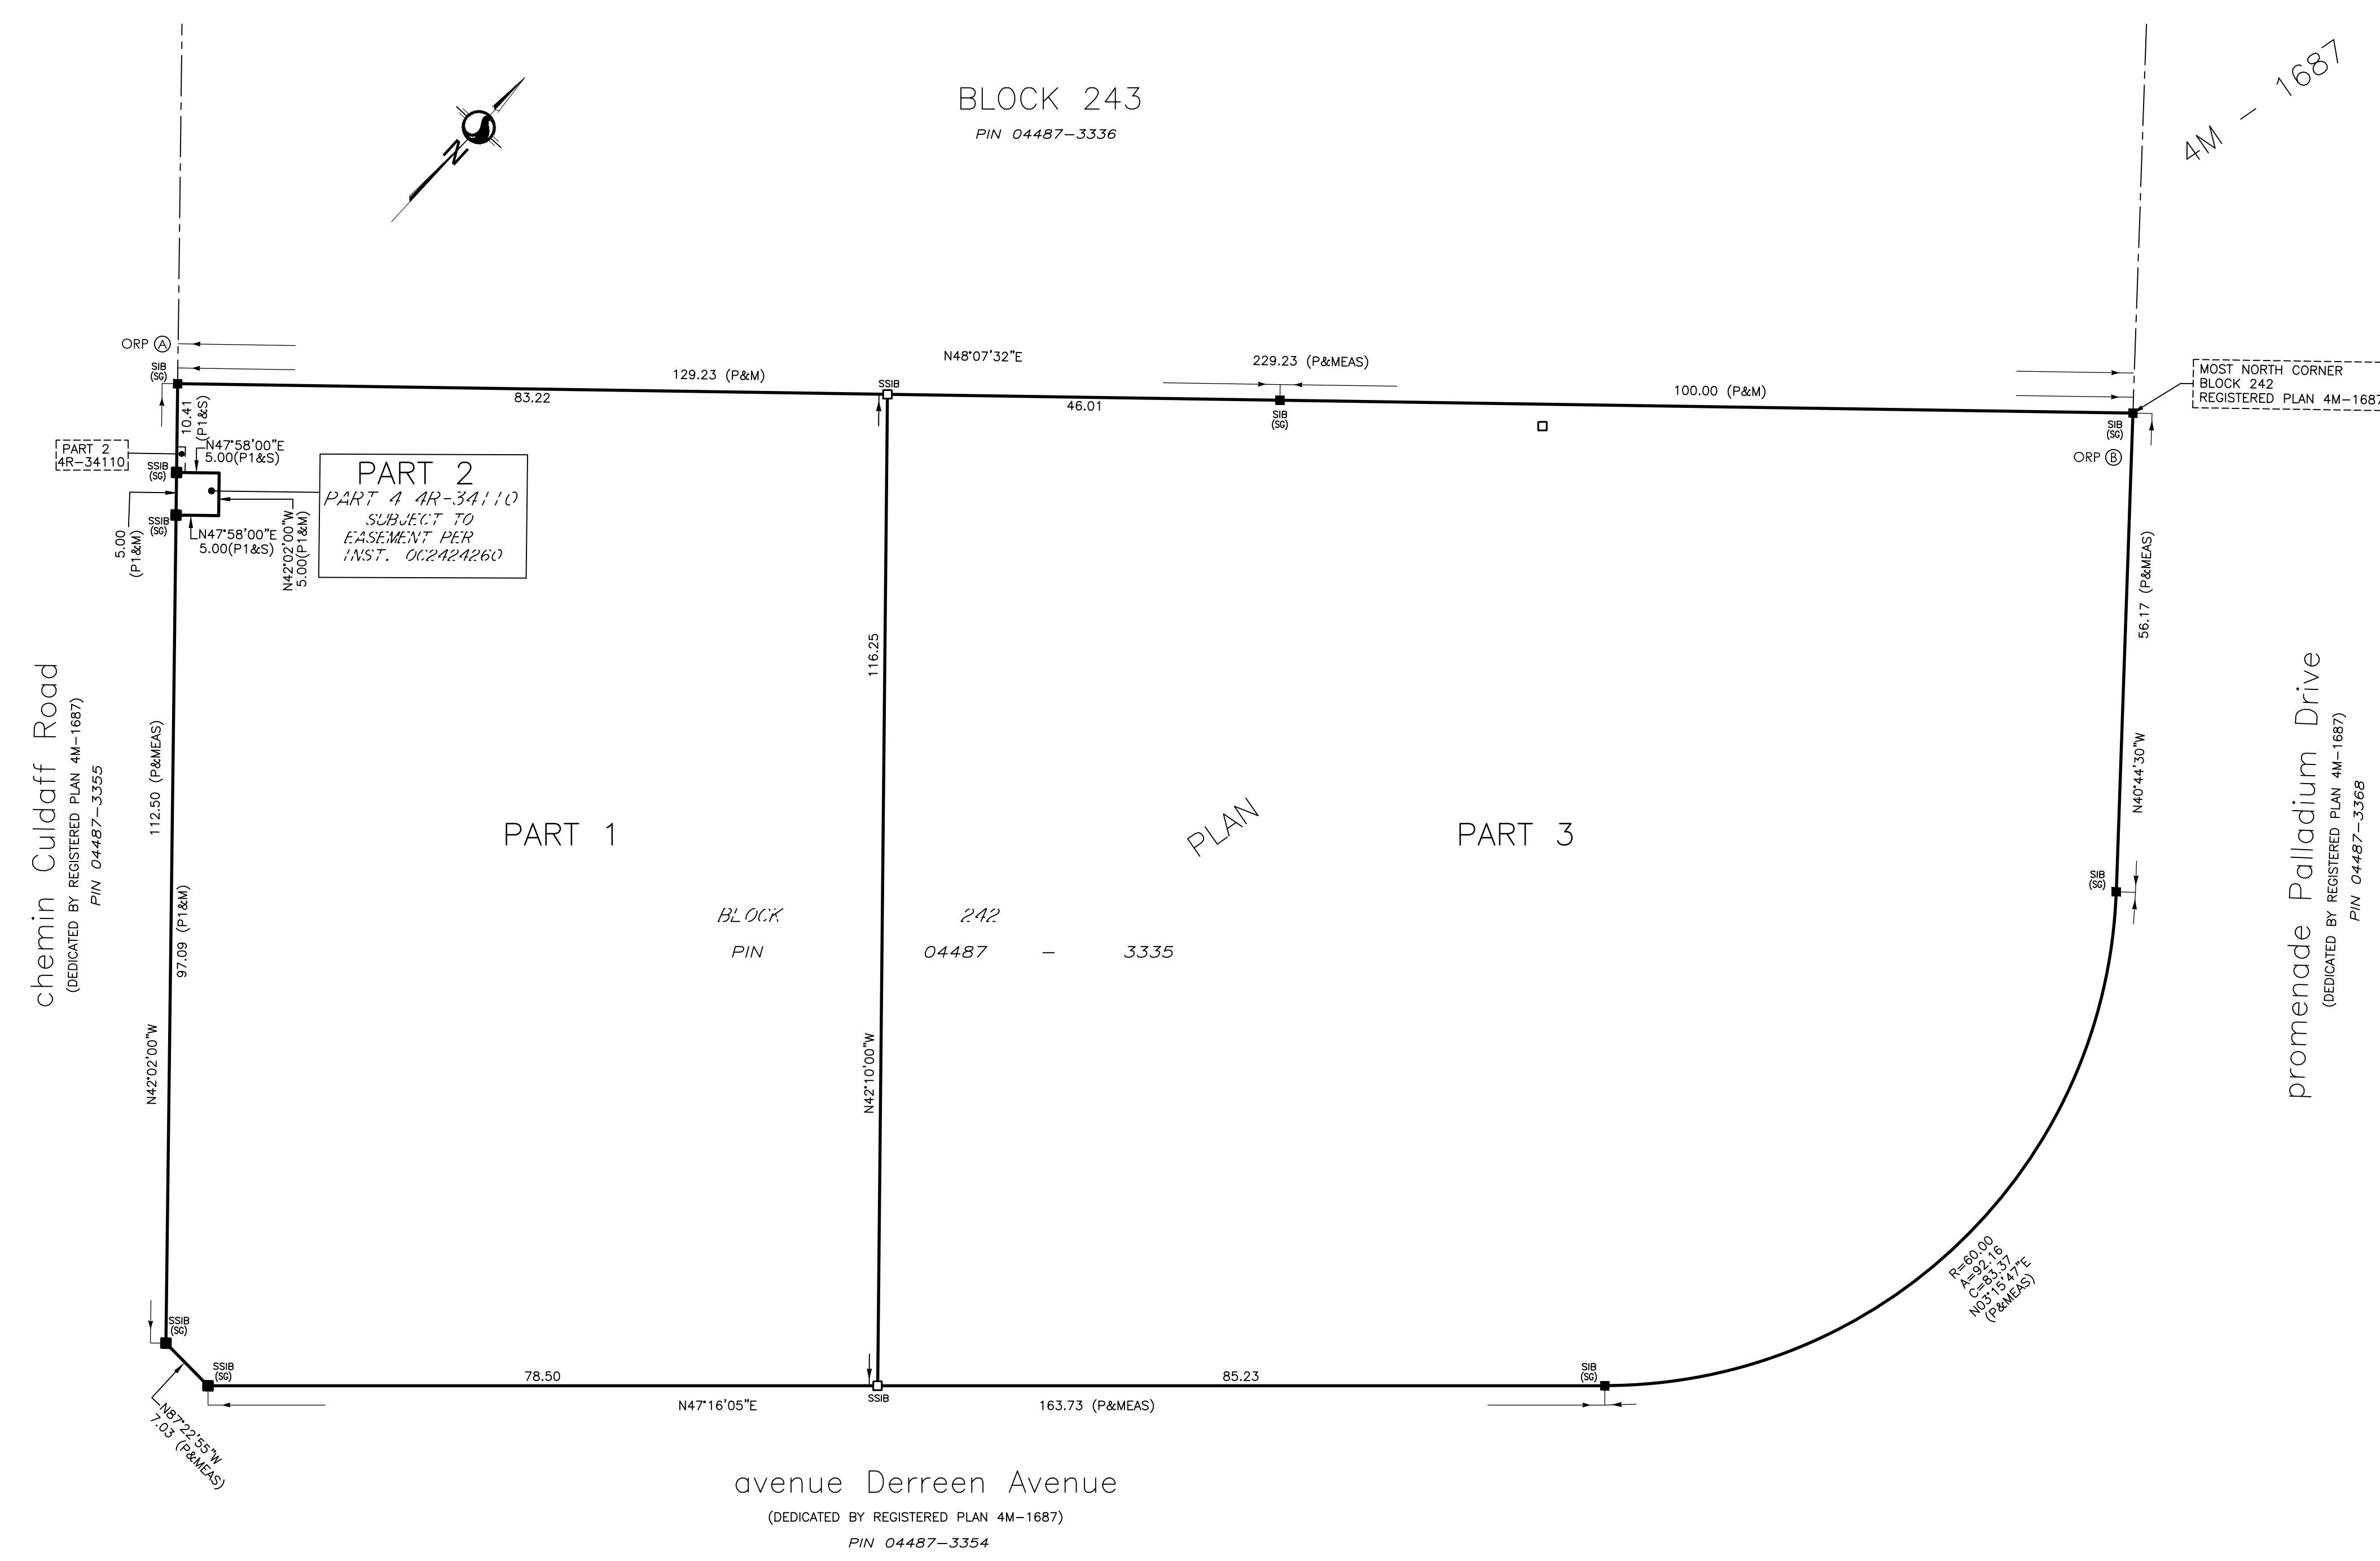 4M – 1687
BLOCK 243
PIN 04487–3336
N
ORP A
SIB
(SG)
129.23 (P&M)
83.22
SSIB
N48°07'32"E
46.01
229.23 (P&MEAS)
SIB
(SG)
100.00 (P&M)
MOST NORTH CORNER
BLOCK 242
REGISTERED PLAN 4M–1687
SIB
(SG)
ORP B
10.41
(P1&S)
N47°58'00"E
5.00(P1&S)
PART 2
4R–34110
SSIB
(SG)
SSIB
(SG)
5.00
(P1&M)
N47°58'00"E
5.00(P1&S)
N42°02'00"W
5.00(P1&M)
PART 2
PART 4 4R–34110
SUBJECT TO
EASEMENT PER
INST. OC2424260
116.25
56.17 (P&MEAS)
chemin Culdaff Road
(DEDICATED BY REGISTERED PLAN 4M–1687)
PIN 04487–3355
112.50 (P&MEAS)
97.09 (P1&M)
N42°02'00"W
PART 1
PLAN
PART 3
BLOCK 242
PIN 04487 – 3335
N42°10'00"W
N40°44'30"W
SIB
(SG)
promenade Palladium Drive
(DEDICATED BY REGISTERED PLAN 4M–1687)
PIN 04487–3368
R=60.00
A=92.16
C=83.37
N03°15'47"E
(P&MEAS)
SSIB
(SG)
SSIB
(SG)
N87°22'55"W
7.03 (P&MEAS)
78.50
N47°16'05"E
SSIB
85.23
163.73 (P&MEAS)
SIB
(SG)
avenue Derreen Avenue
(DEDICATED BY REGISTERED PLAN 4M–1687)
PIN 04487–3354